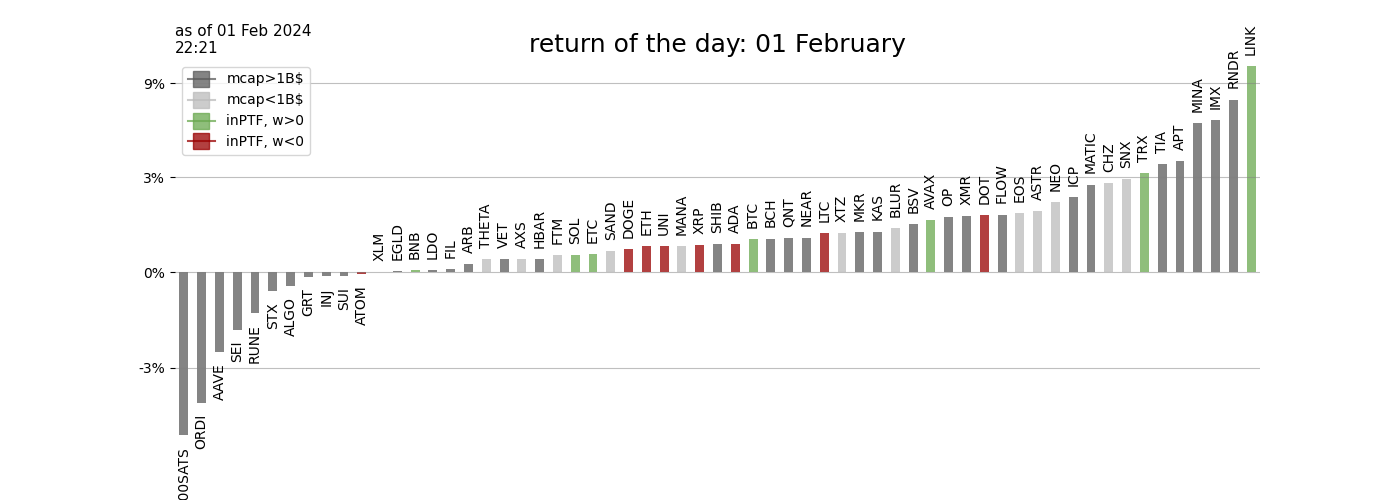 as of 01 Feb 2024
22:21
return of the day: 01 February
mcap>1B$
mcap<1B$
inPTF, w>0
inPTF, w<0
9%
3%
0%
-3%
00SATS
ORDI
AAVE
SEI
RUNE
STX
ALGO
GRT
INJ
SUI
ATOM
XLM
EGLD
BNB
LDO
FIL
ARB
THETA
VET
AXS
HBAR
FTM
SOL
ETC
SAND
DOGE
ETH
UNI
MANA
XRP
SHIB
ADA
BTC
BCH
QNT
NEAR
LTC
XTZ
MKR
KAS
BLUR
BSV
AVAX
OP
XMR
DOT
FLOW
EOS
ASTR
NEO
ICP
MATIC
CHZ
SNX
TRX
TIA
APT
MINA
IMX
RNDR
LINK